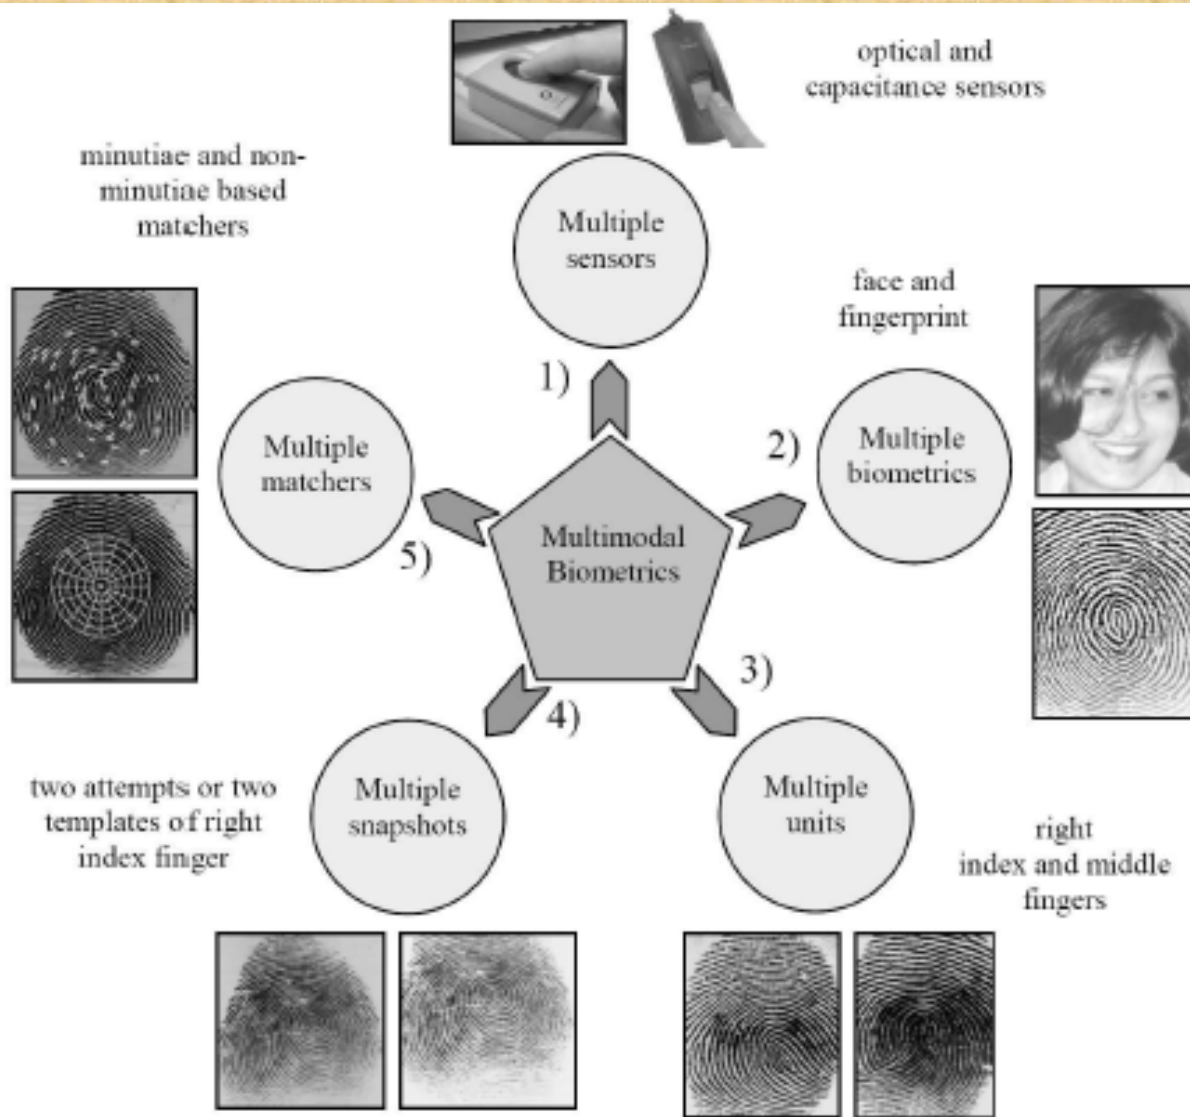 optical and
capacitance sensors
minutiae and non-
minutiae based
matchers
Multiple
sensors
face and
fingerprint
1)
2)
Multiple
biometrics
Multiple
matchers
5)
Multimodal
Biometrics
3)
4)
two attempts or two
templates of right
index finger
Multiple
snapshots
Multiple
units
right
index and middle
fingers